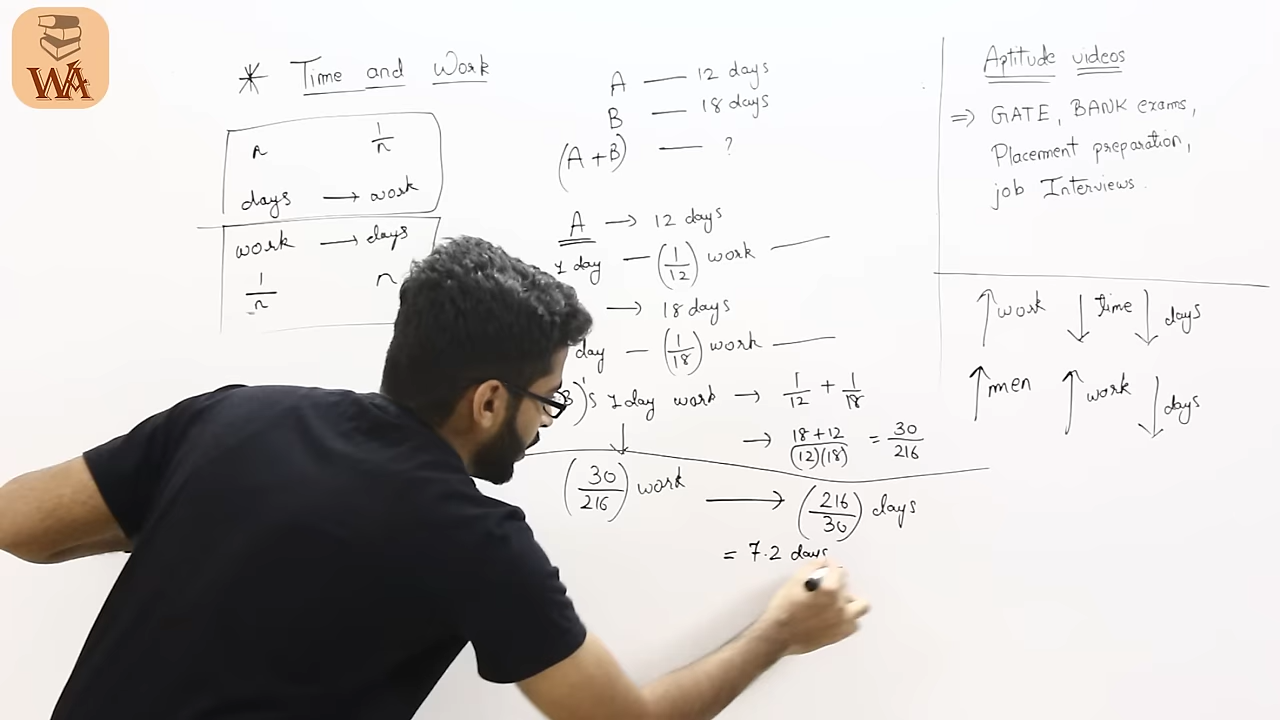 WA
* Time and Work
n 1/n
days → work
work → days
1/n n
A — 12 days
B — 18 days
(A+B) — ?
A → 12 days
1 day — (1/12) work —
→ 18 days
day — (1/18) work —
B)'s 1 day work → 1/12 + 1/18
→ 18+12/(12)(18) = 30/216
(30/216) work → (216/30) days
= 7.2 days
Aptitude videos
⇒ GATE, BANK exams,
Placement preparation,
job Interviews.
↑ work ↓ time ↓ days
↑ men ↑ work ↓ days